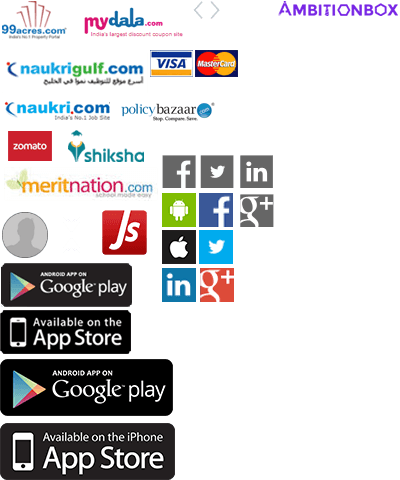 99acres.com
India's No.1 Property Portal
mydala.com
India's largest discount coupon site
AMBITIONBOX
naukrigulf.com
أسرع موقع للتوظيف نموا في الخليج
VISA
MasterCard
naukri.com
India's No.1 Job Site
policybazaar.com
Stop. Compare. Save.
zomato
shiksha
meritnation.com
school made easy
f
in
f
g+
Js
in
g+
ANDROID APP ON
Google play
Available on the
App Store
ANDROID APP ON
Google play
Available on the iPhone
App Store